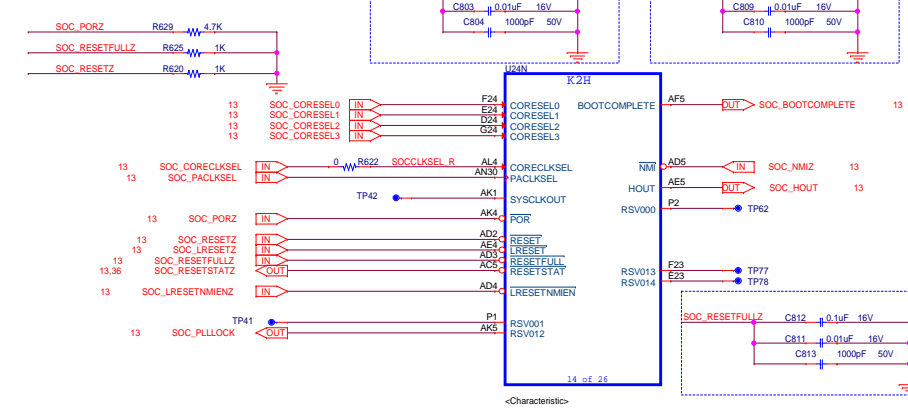 C803 0.01uF 16V
C804 1000pF 50V
C809 0.01uF 16V
C810 1000pF 50V
SOC_PORZ R629 4.7K
SOC_RESETFULLZ R625 1K
SOC_RESETZ R620 1K
U24N
K2H
13 SOC_CORESEL0 IN F24 CORESEL0
13 SOC_CORESEL1 IN E24 CORESEL1
13 SOC_CORESEL2 IN D24 CORESEL2
13 SOC_CORESEL3 IN G24 CORESEL3
BOOTCOMPLETE AF5 OUT SOC_BOOTCOMPLETE 13
13 SOC_CORECLKSEL IN 0 R622 SOCCLKSEL_R AL4 CORECLKSEL
13 SOC_PACLKSEL IN AN30 PACLKSEL
NMI AD5 IN SOC_NMIZ 13
HOUT AE5 OUT SOC_HOUT 13
TP42 AK1 SYSCLKOUT
RSV000 P2 TP62
13 SOC_PORZ IN AK4 POR
13 SOC_RESETZ IN AD2 RESET
13 SOC_LRESETZ IN AE4 LRESET
13 SOC_RESETFULLZ IN AD3 RESETFULL
13,36 SOC_RESETSTATZ OUT AC5 RESETSTAT
RSV013 F23 TP77
RSV014 E23 TP78
13 SOC_LRESETNMIENZ IN AD4 LRESETNMIEN
TP41 P1 RSV001
13 SOC_PLLLOCK OUT AK5 RSV012
SOC_RESETFULLZ C812 0.1uF 16V
C811 0.01uF 16V
C813 1000pF 50V
14 of 26
<Characteristic>